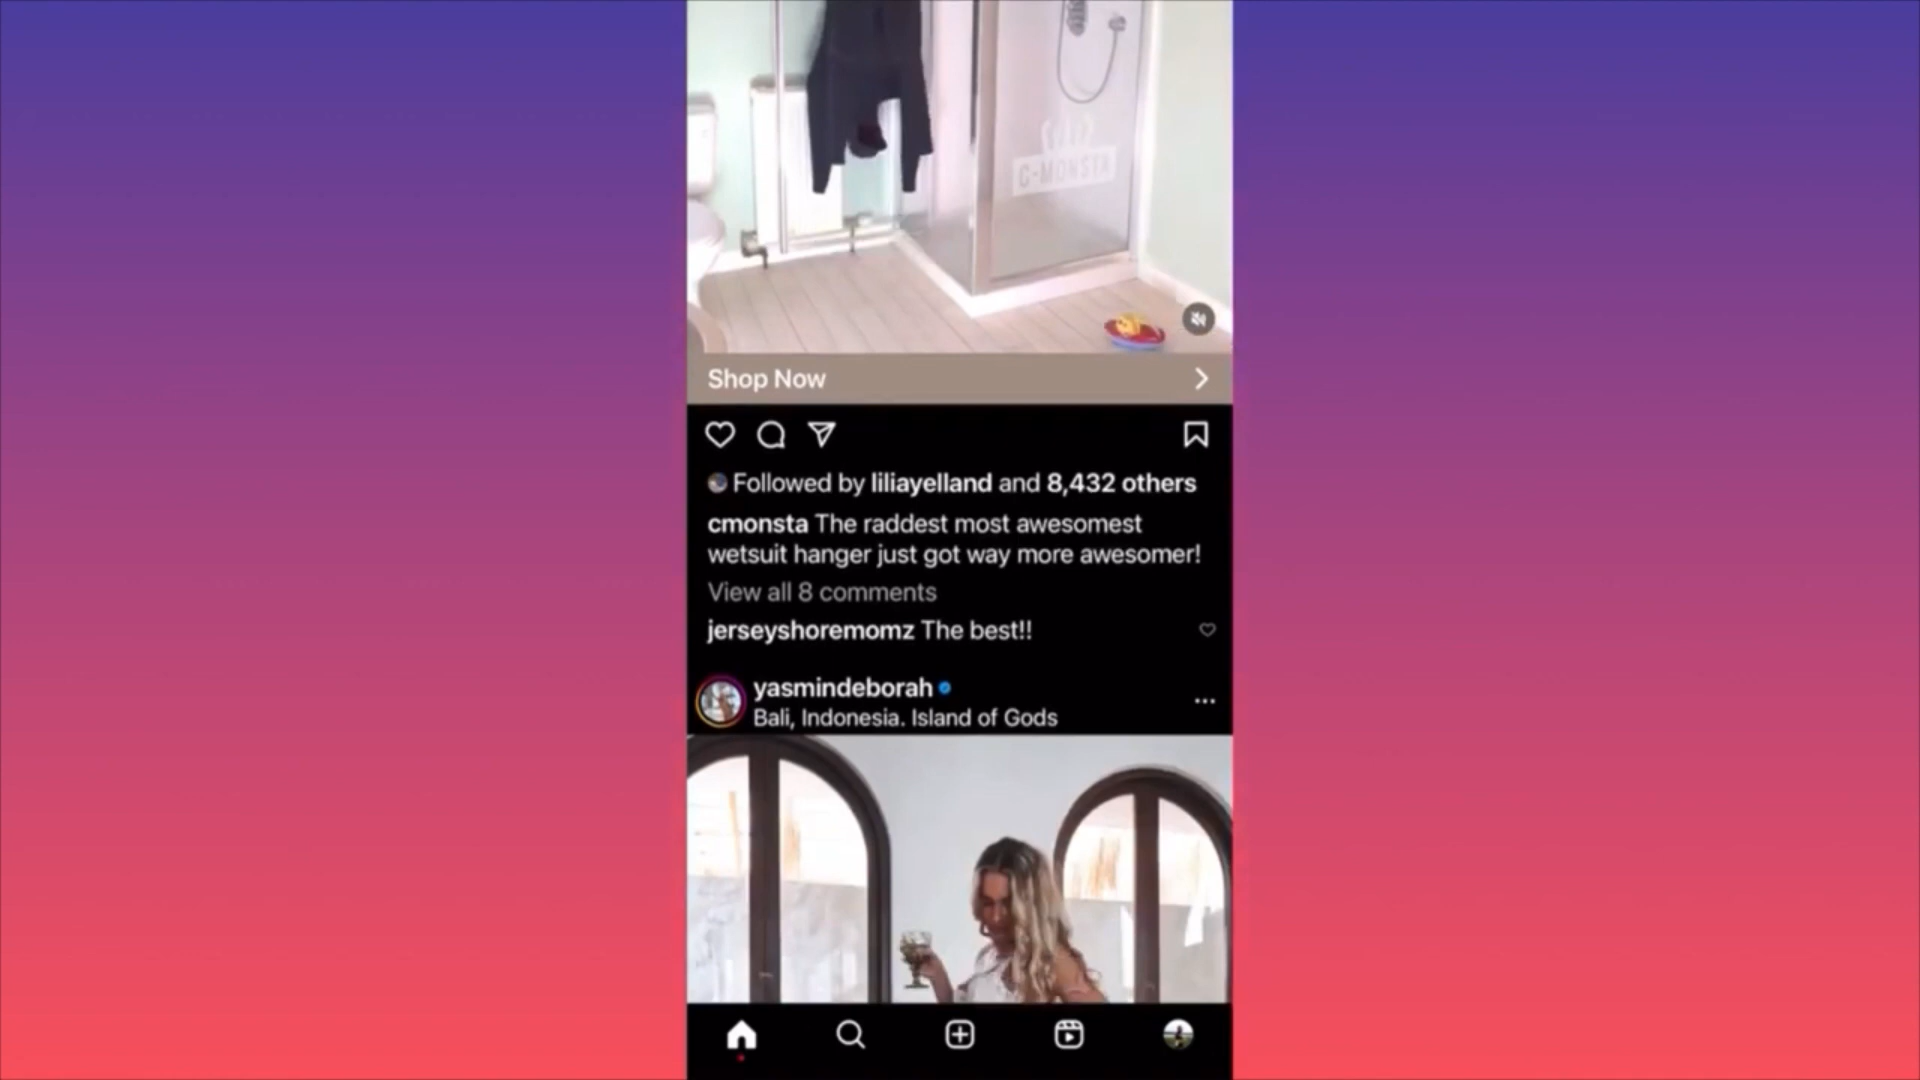 C-MONSTA
Shop Now
Followed by liliayelland and 8,432 others
cmonsta The raddest most awesomest
wetsuit hanger just got way more awesomer!
View all 8 comments
jerseyshoremomz The best!!
yasmindeborah
Bali, Indonesia. Island of Gods